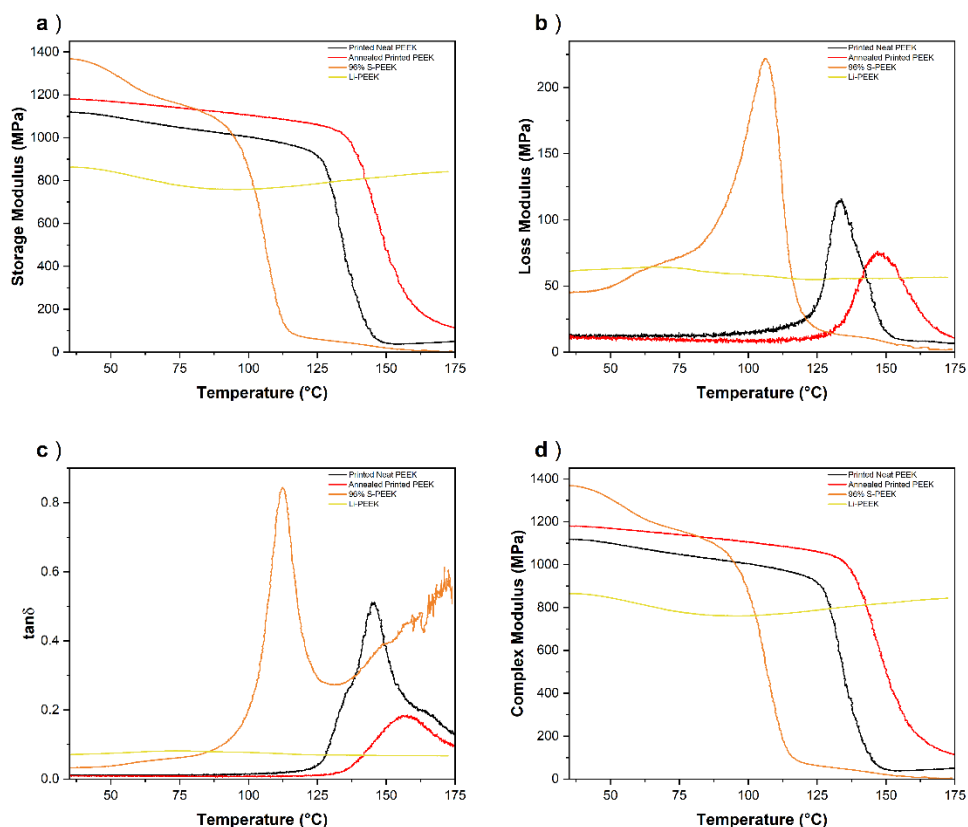 a )
Printed Neat PEEK
Annealed Printed PEEK
96% S-PEEK
Li-PEEK
1400
1200
1000
800
600
400
200
0
Storage Modulus (MPa)
50
75
100
125
150
175
Temperature (°C)
b )
Printed Neat PEEK
Annealed Printed PEEK
96% S-PEEK
Li-PEEK
200
150
100
50
0
Loss Modulus (MPa)
50
75
100
125
150
175
Temperature (°C)
c )
Printed Neat PEEK
Annealed Printed PEEK
96% S-PEEK
Li-PEEK
0.8
0.6
0.4
0.2
0.0
tanδ
50
75
100
125
150
175
Temperature (°C)
d )
Printed Neat PEEK
Annealed Printed PEEK
96% S-PEEK
Li-PEEK
1400
1200
1000
800
600
400
200
0
Complex Modulus (MPa)
50
75
100
125
150
175
Temperature (°C)